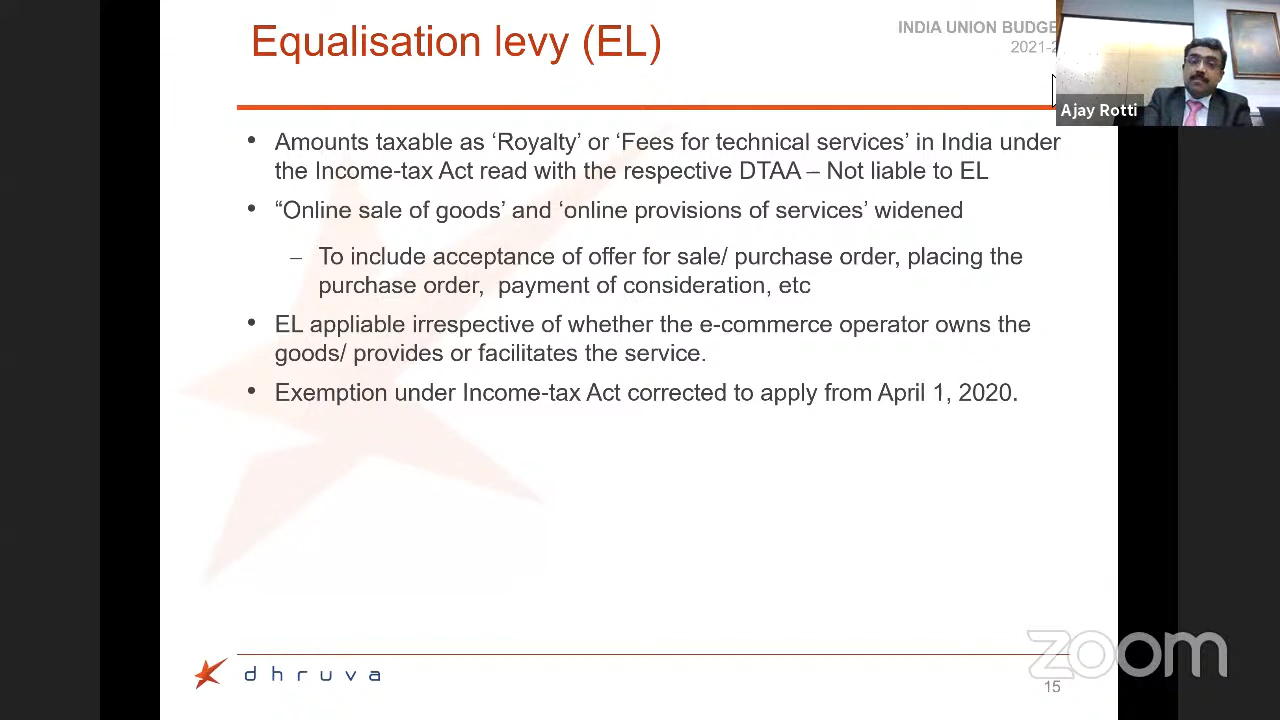 Equalisation levy (EL)
INDIA UNION BUDGE
2021-2
Ajay Rotti
• Amounts taxable as ‘Royalty’ or ‘Fees for technical services’ in India under
the Income-tax Act read with the respective DTAA – Not liable to EL
• “Online sale of goods’ and ‘online provisions of services’ widened
– To include acceptance of offer for sale/ purchase order, placing the
purchase order, payment of consideration, etc
• EL appliable irrespective of whether the e-commerce operator owns the
goods/ provides or facilitates the service.
• Exemption under Income-tax Act corrected to apply from April 1, 2020.
dhruva
zoom
15